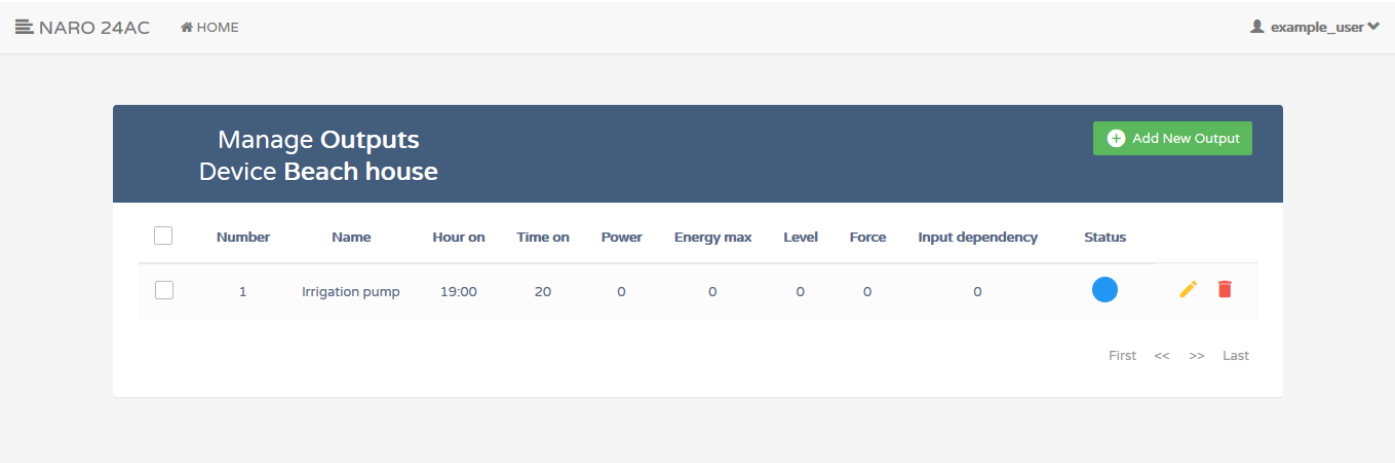 NARO 24AC HOME example_user
Manage Outputs
Add New Output
Device Beach house
Number Name Hour on Time on Power Energy max Level Force Input dependency Status
1 Irrigation pump 19:00 20 0 0 0 0 0
First << >> Last